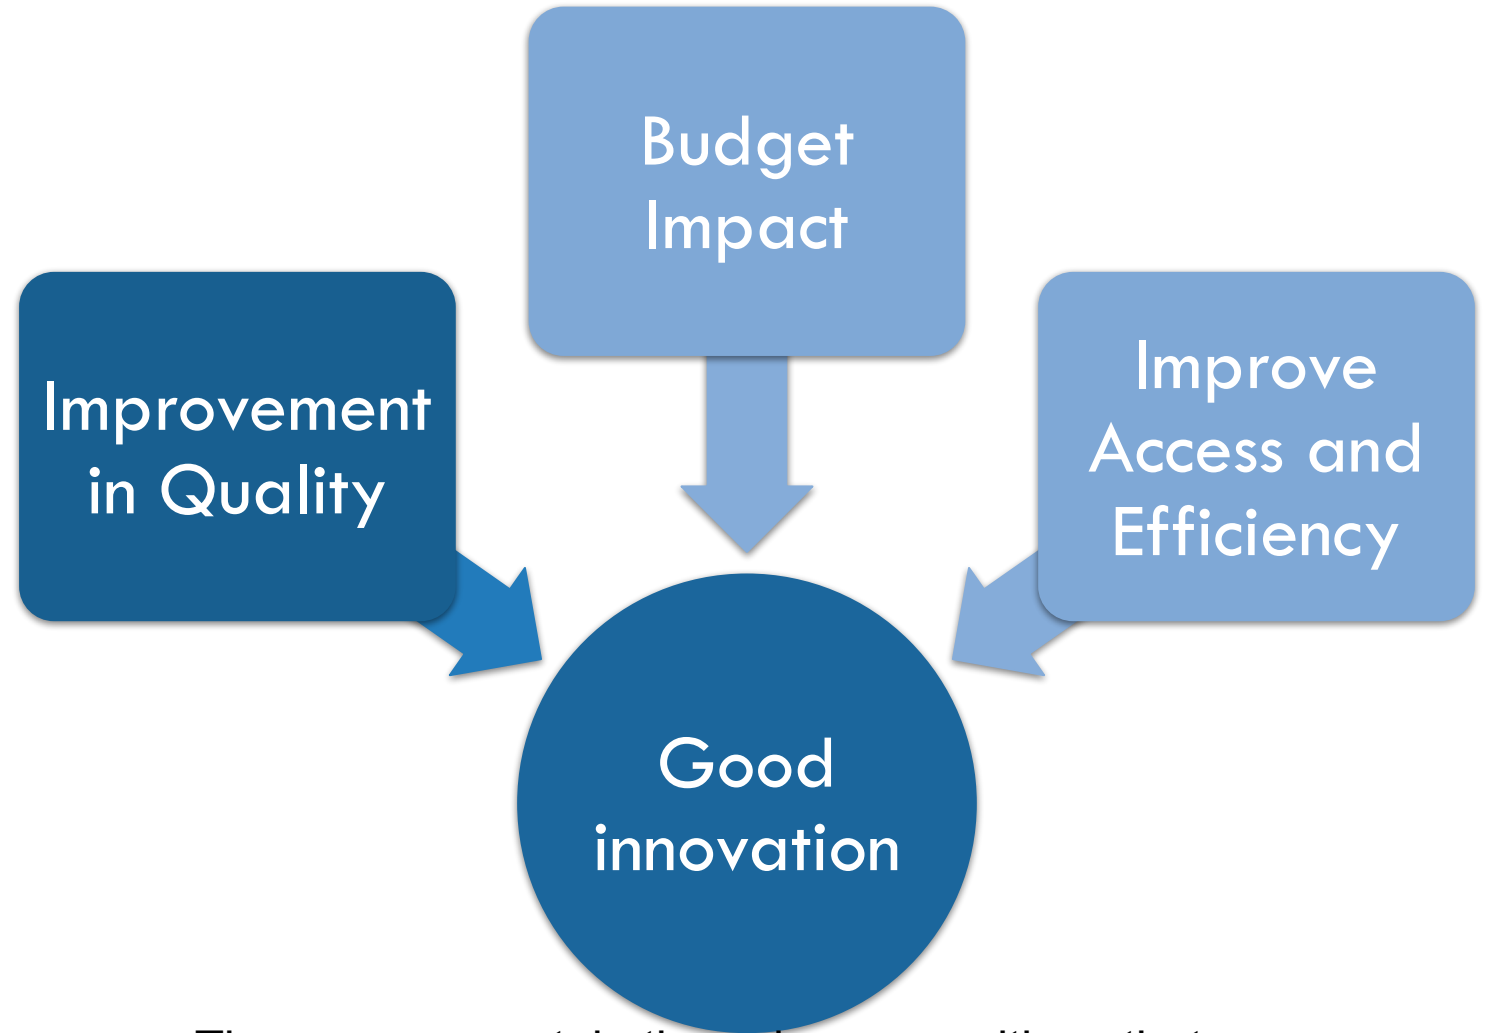 Budget
Impact
Improvement
in Quality
Improve
Access and
Efficiency
Good
innovation